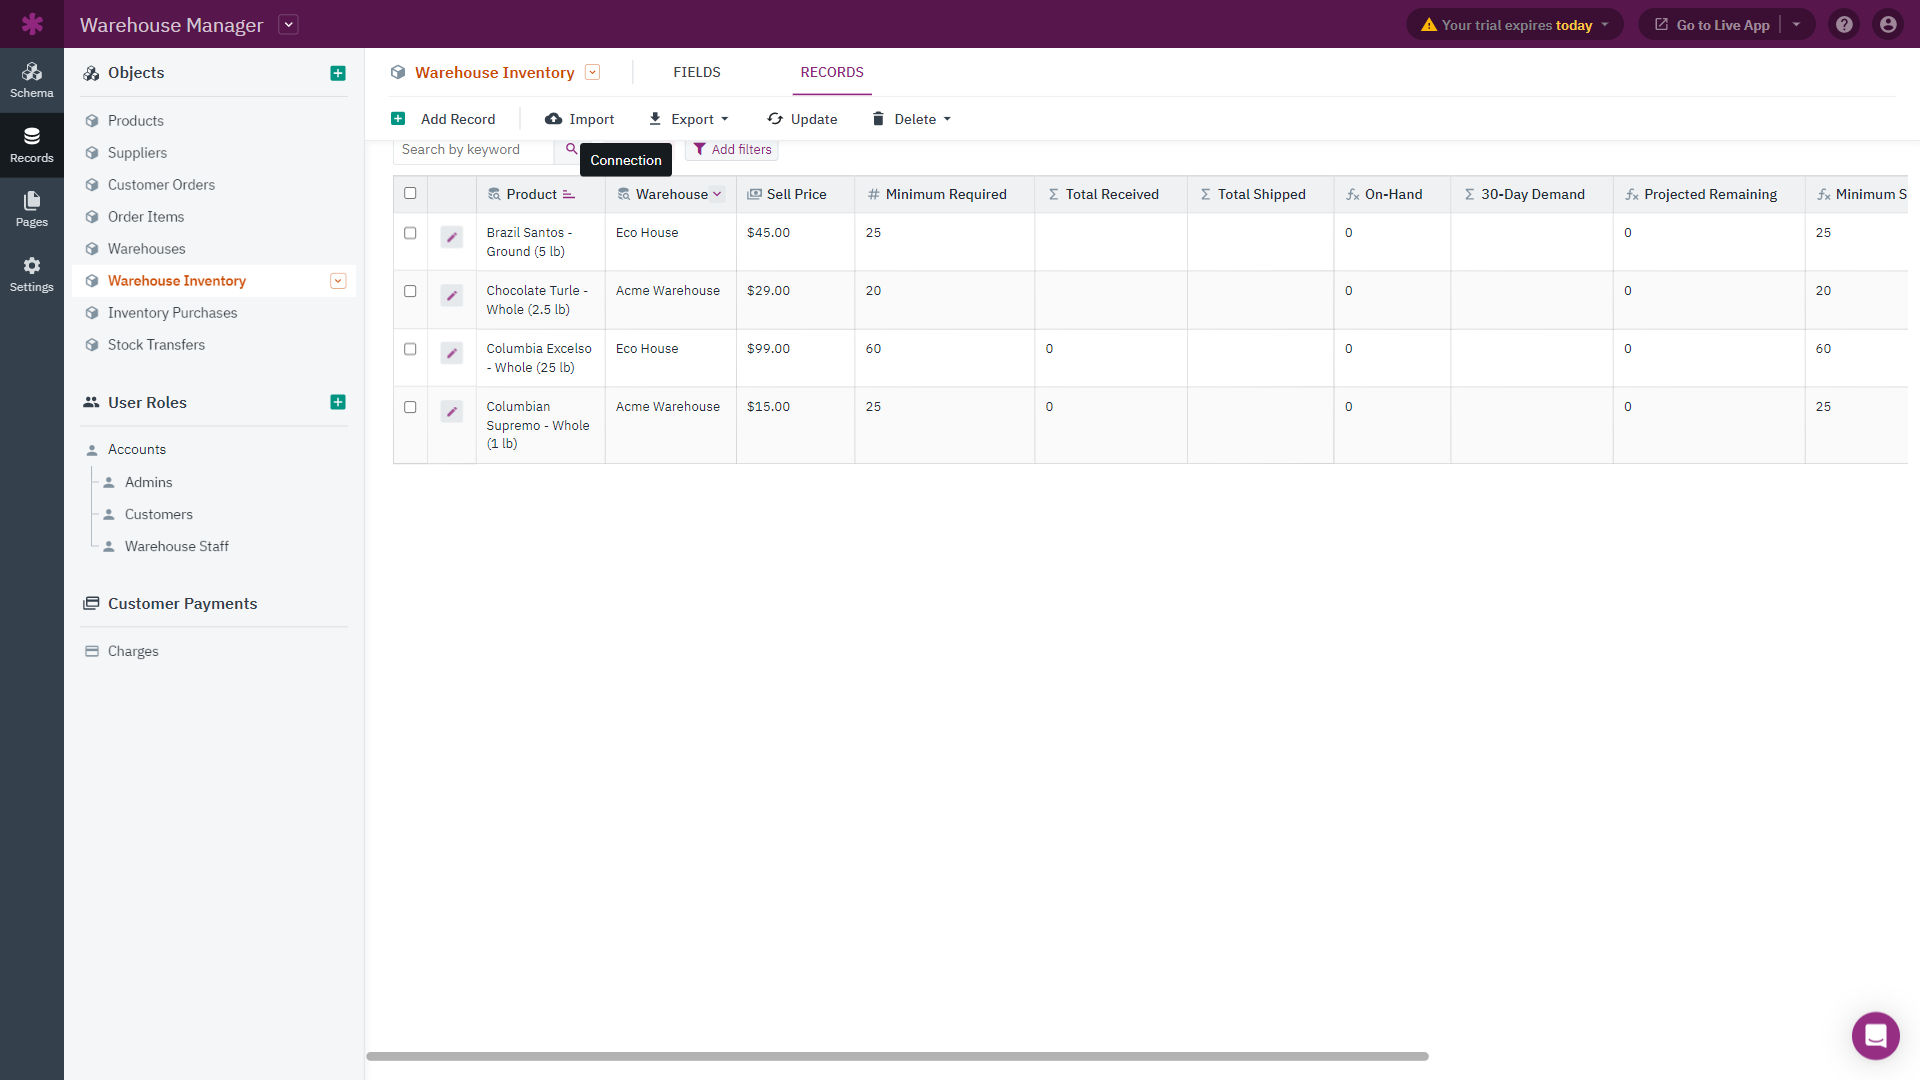 Warehouse Manager
Your trial expires today
Go to Live App
Schema
Records
Pages
Settings
Objects
Products
Suppliers
Customer Orders
Order Items
Warehouses
Warehouse Inventory
Inventory Purchases
Stock Transfers
User Roles
Accounts
Admins
Customers
Warehouse Staff
Customer Payments
Charges
Warehouse Inventory
FIELDS
RECORDS
Add Record
Import
Export
Update
Delete
Search by keyword
Connection
Add filters
Product Warehouse Sell Price # Minimum Required Σ Total Received Σ Total Shipped fx On-Hand Σ 30-Day Demand fx Projected Remaining fx Minimum S
Brazil Santos - Eco House $45.00 25 0 0 25
Ground (5 lb)
Chocolate Turle - Acme Warehouse $29.00 20 0 0 20
Whole (2.5 lb)
Columbia Excelso Eco House $99.00 60 0 0 0 60
- Whole (25 lb)
Columbian Acme Warehouse $15.00 25 0 0 0 25
Supremo - Whole
(1 lb)